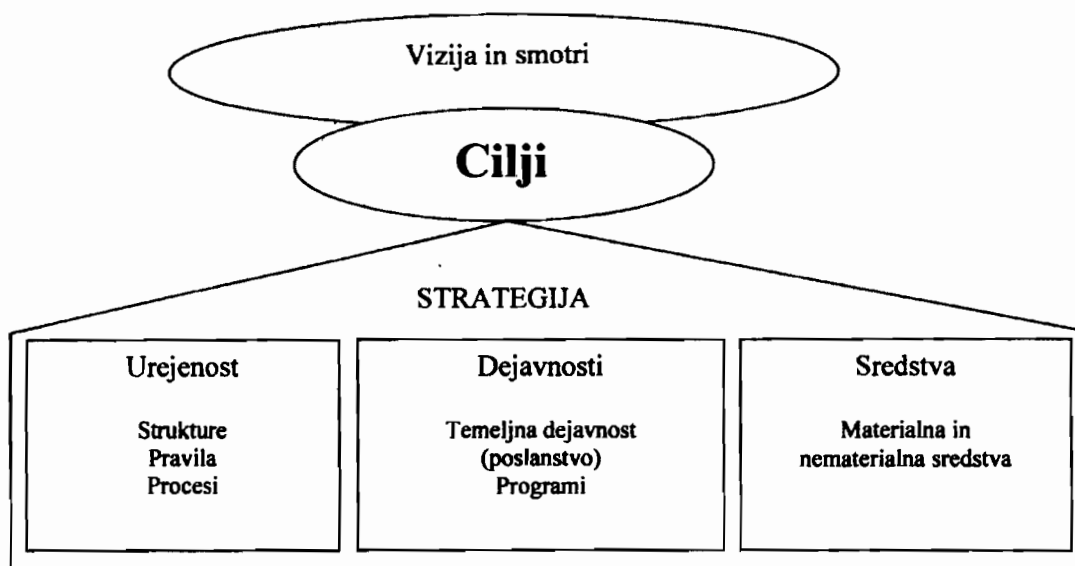 Vizija in smotri
Cilji
STRATEGIJA
Urejenost
Strukture
Pravila
Procesi
Dejavnosti
Temeljna dejavnost
(poslanstvo)
Programi
Sredstva
Materialna in
nematerialna sredstva